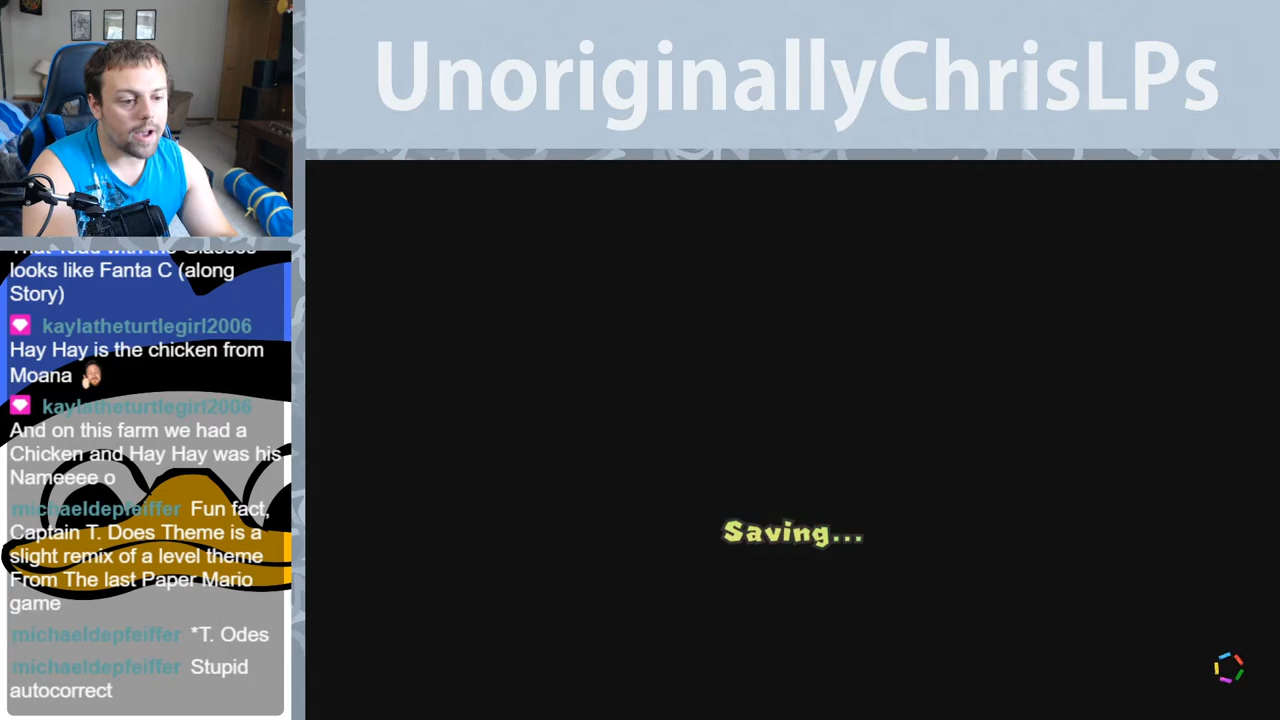 UnoriginallyChrisLPs
looks like Fanta C (along
Story)
kaylatheturtlegirl2006
Hay Hay is the chicken from
Moana
kaylatheturtlegirl2006
And on this farm we had a
Chicken and Hay Hay was his
Nameeee o
michaeldepfeiffer Fun fact,
Captain T. Does Theme is a
slight remix of a level theme
From The last Paper Mario
game
michaeldepfeiffer *T. Odes
michaeldepfeiffer Stupid
autocorrect
Saving...